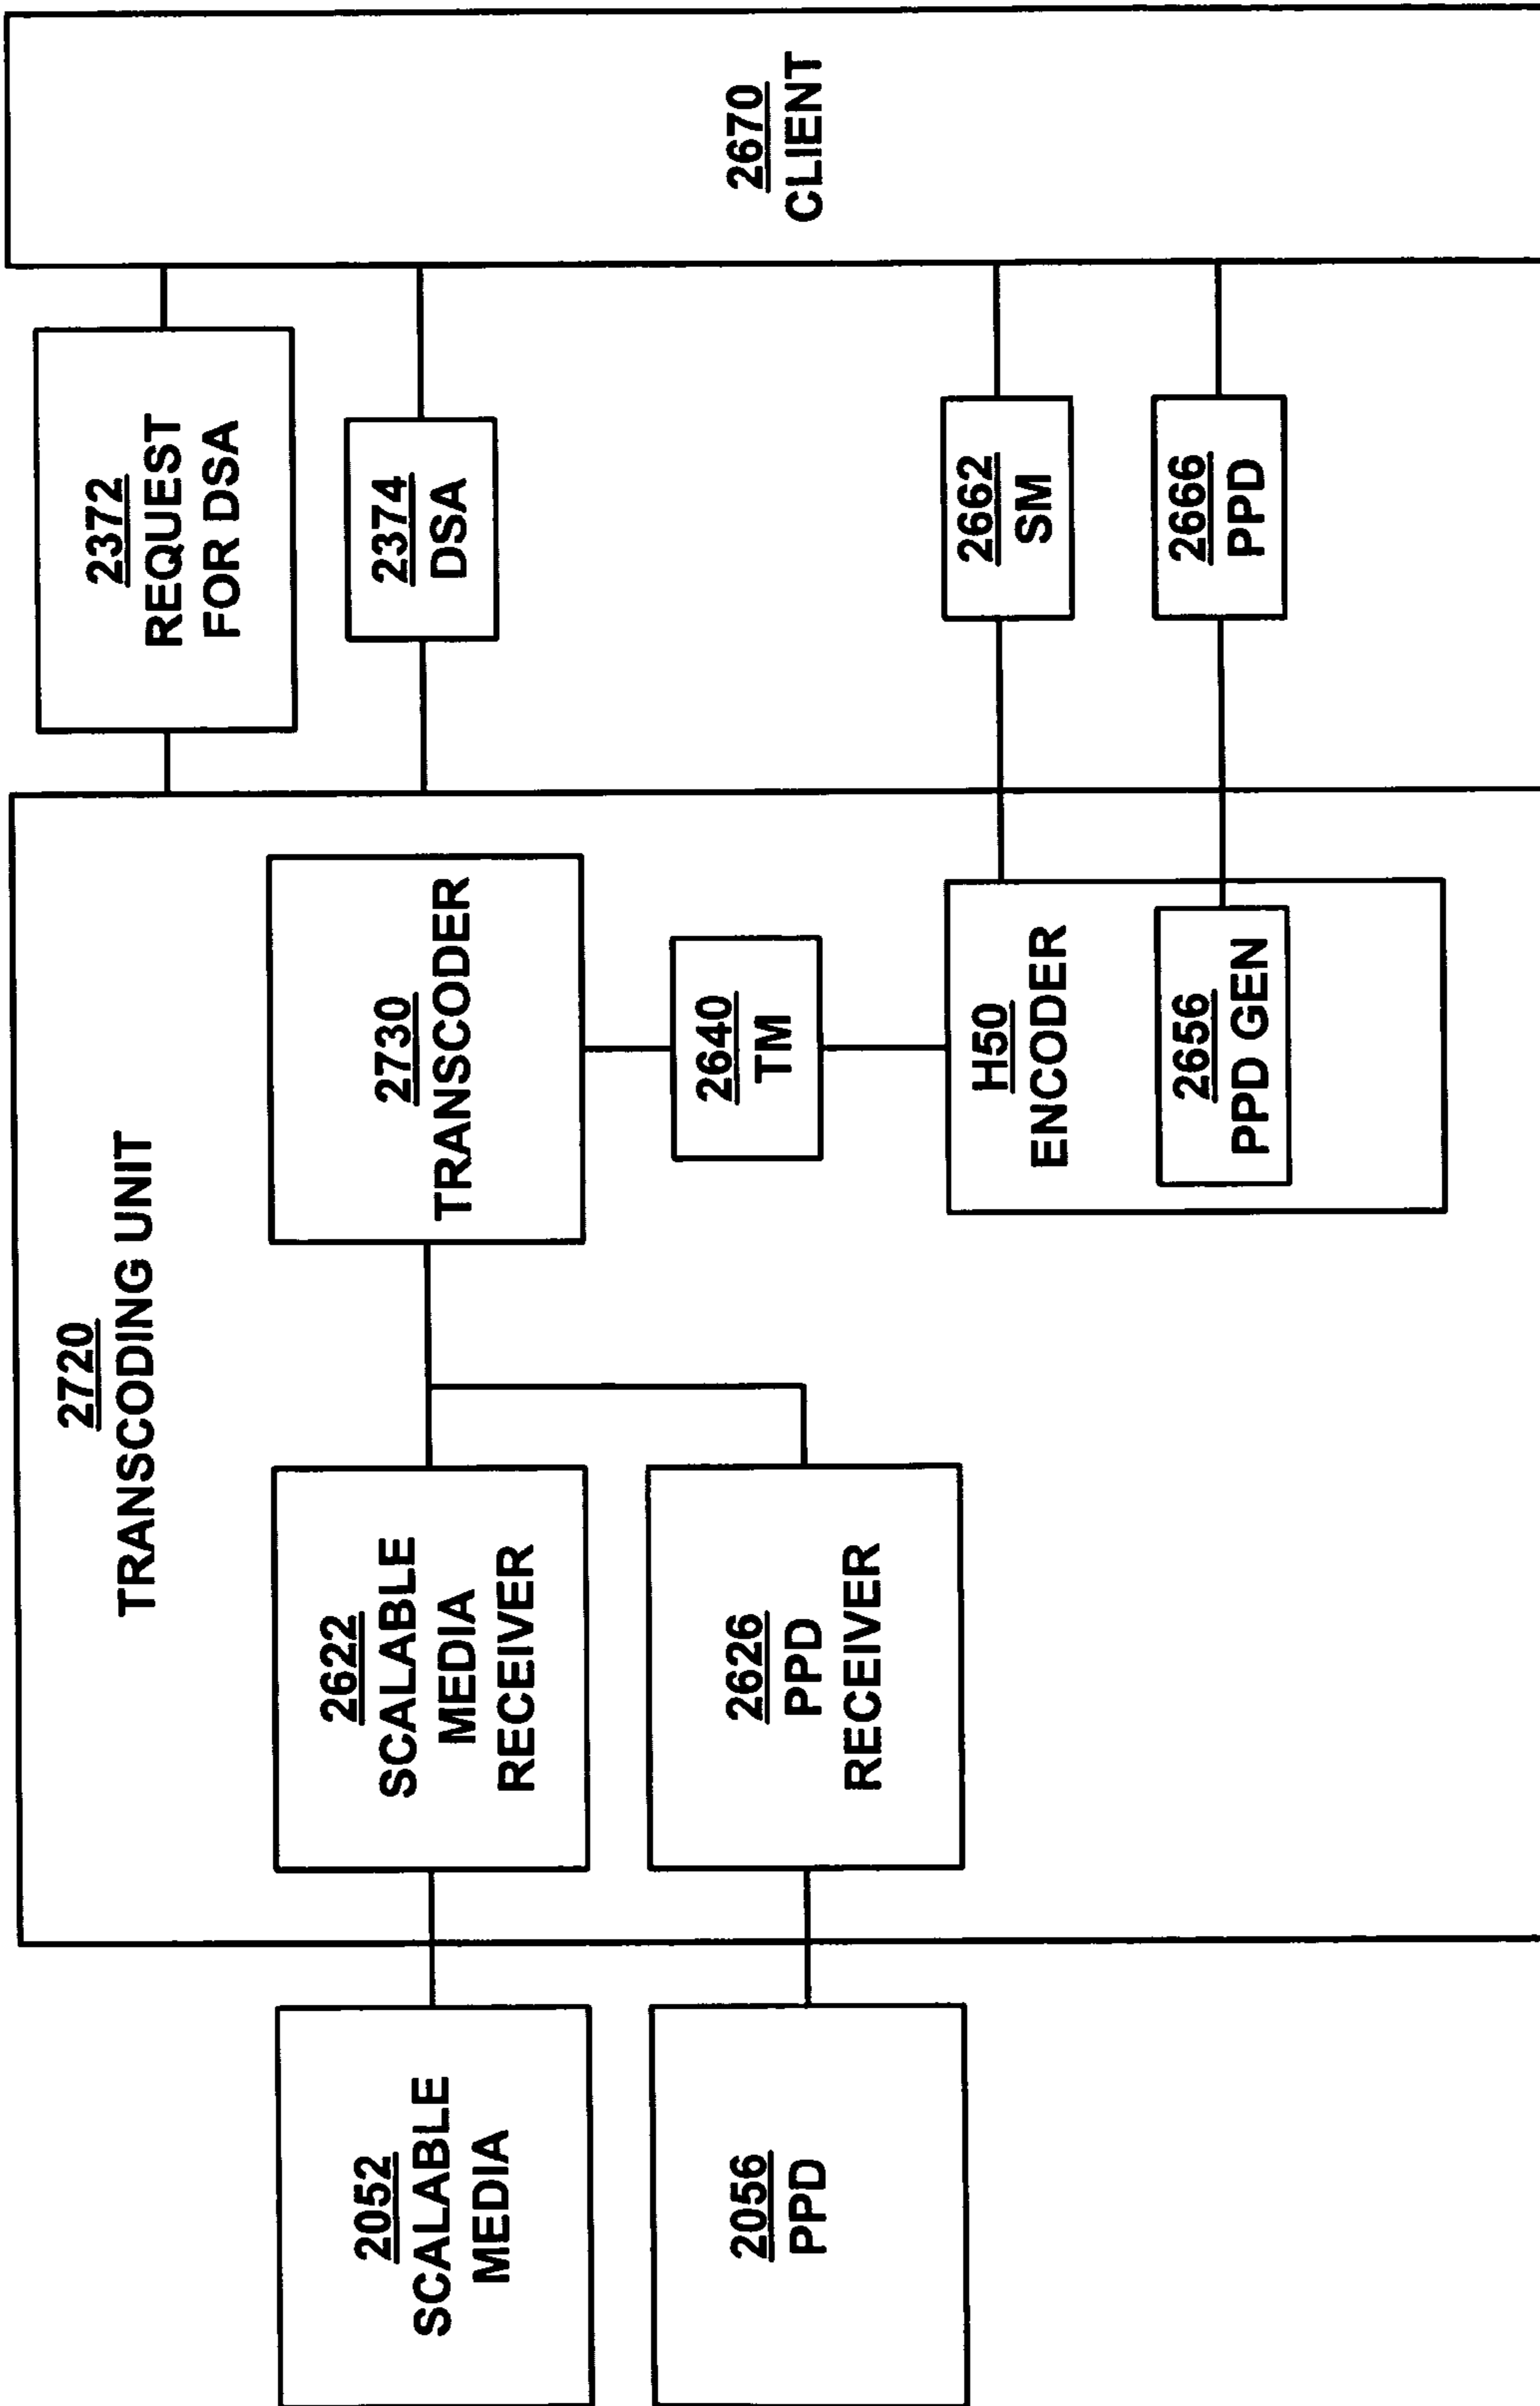 2720
TRANSCODING UNIT
2372
REQUEST
FOR DSA
2374
DSA
2670
CLIENT
2052
SCALABLE
MEDIA
2622
SCALABLE
MEDIA
RECEIVER
2730
TRANSCODER
2056
PPD
2626
PPD
RECEIVER
2640
TM
H50
ENCODER
2656
PPD GEN
2662
SM
2666
PPD